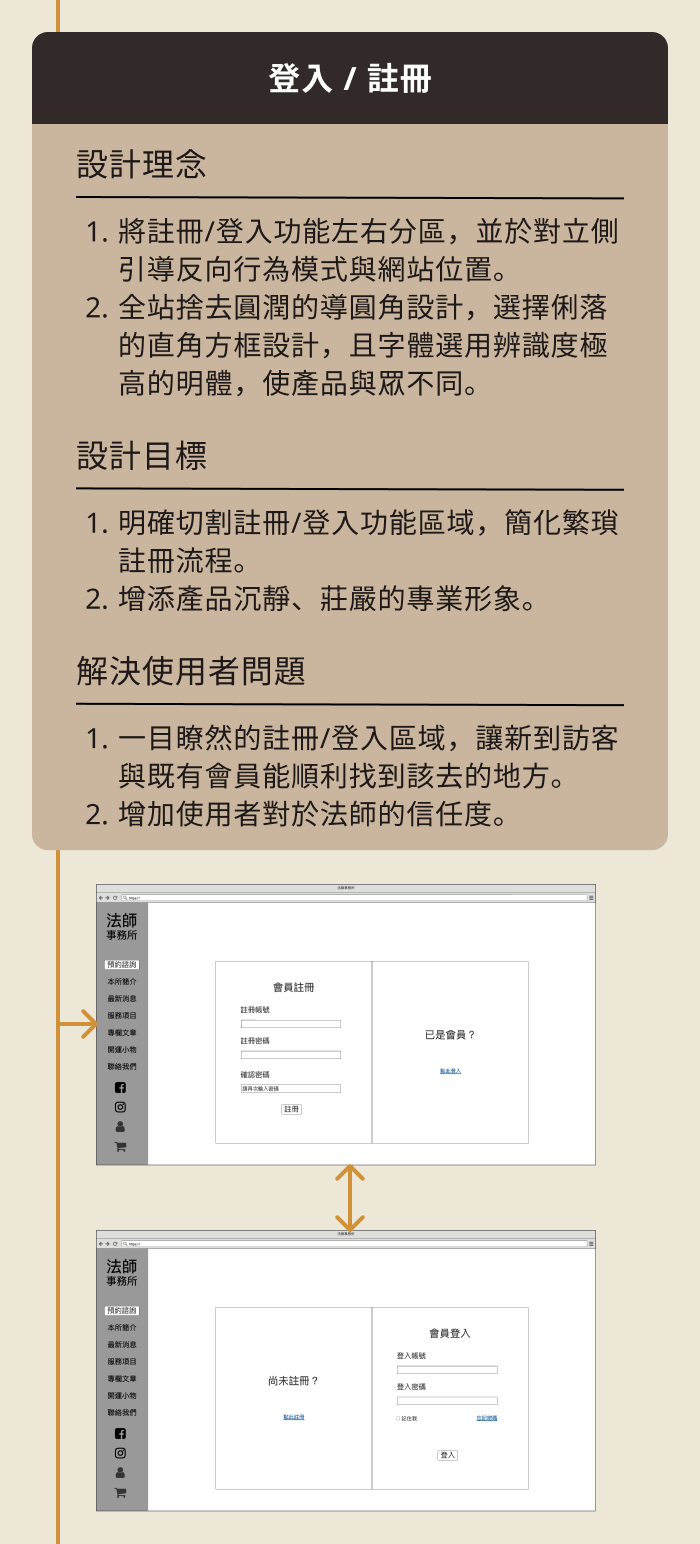 登入 / 註冊
設計理念
1. 將註冊/登入功能左右分區，並於對立側
引導反向行為模式與網站位置。
2. 全站捨去圓潤的導圓角設計，選擇俐落
的直角方框設計，且字體選用辨識度極
高的明體，使產品與眾不同。
設計目標
1. 明確切割註冊/登入功能區域，簡化繁瑣
註冊流程。
2. 增添產品沉靜、莊嚴的專業形象。
解決使用者問題
1. 一目瞭然的註冊/登入區域，讓新到訪客
與既有會員能順利找到該去的地方。
2. 增加使用者對於法師的信任度。
法師事務所
法師
事務所
預約諮詢
本所簡介
最新消息
服務項目
專欄文章
開運小物
聯絡我們
會員註冊
註冊帳號
註冊密碼
確認密碼
請再次輸入密碼
註冊
已是會員？
點此登入
法師事務所
法師
事務所
預約諮詢
本所簡介
最新消息
服務項目
專欄文章
開運小物
聯絡我們
尚未註冊？
點此註冊
會員登入
登入帳號
登入密碼
記住我
忘記密碼
登入